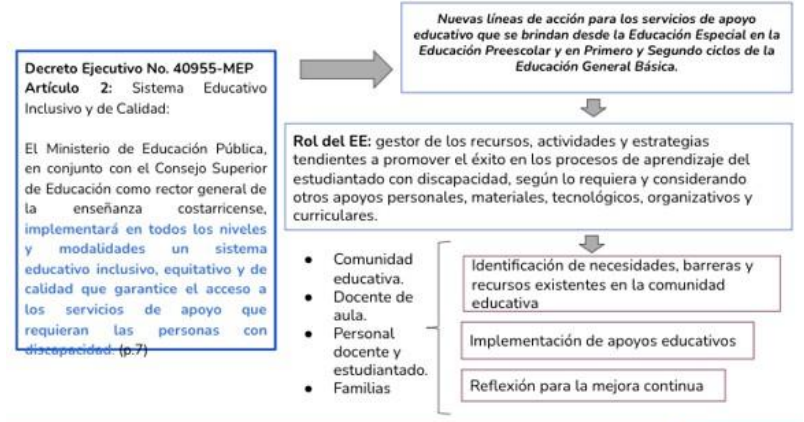 Decreto Ejecutivo No. 40955-MEP
Artículo 2: Sistema Educativo
Inclusivo y de Calidad:
El Ministerio de Educación Pública,
en conjunto con el Consejo Superior
de Educación como rector general de
la enseñanza costarricense,
implementará en todos los niveles
y modalidades un sistema
educativo inclusivo, equitativo y de
calidad que garantice el acceso a
los servicios de apoyo que
requieran las personas con
discapacidad. (p.7)
Nuevas líneas de acción para los servicios de apoyo
educativo que se brindan desde la Educación Especial en la
Educación Preescolar y en Primero y Segundo ciclos de la
Educación General Básica.
Rol del EE: gestor de los recursos, actividades y estrategias
tendientes a promover el éxito en los procesos de aprendizaje del
estudiantado con discapacidad, según lo requiera y considerando
otros apoyos personales, materiales, tecnológicos, organizativos y
curriculares.
● Comunidad
educativa.
● Docente de
aula.
● Personal
docente y
estudiantado.
● Familias
Identificación de necesidades, barreras y
recursos existentes en la comunidad
educativa
Implementación de apoyos educativos
Reflexión para la mejora continua